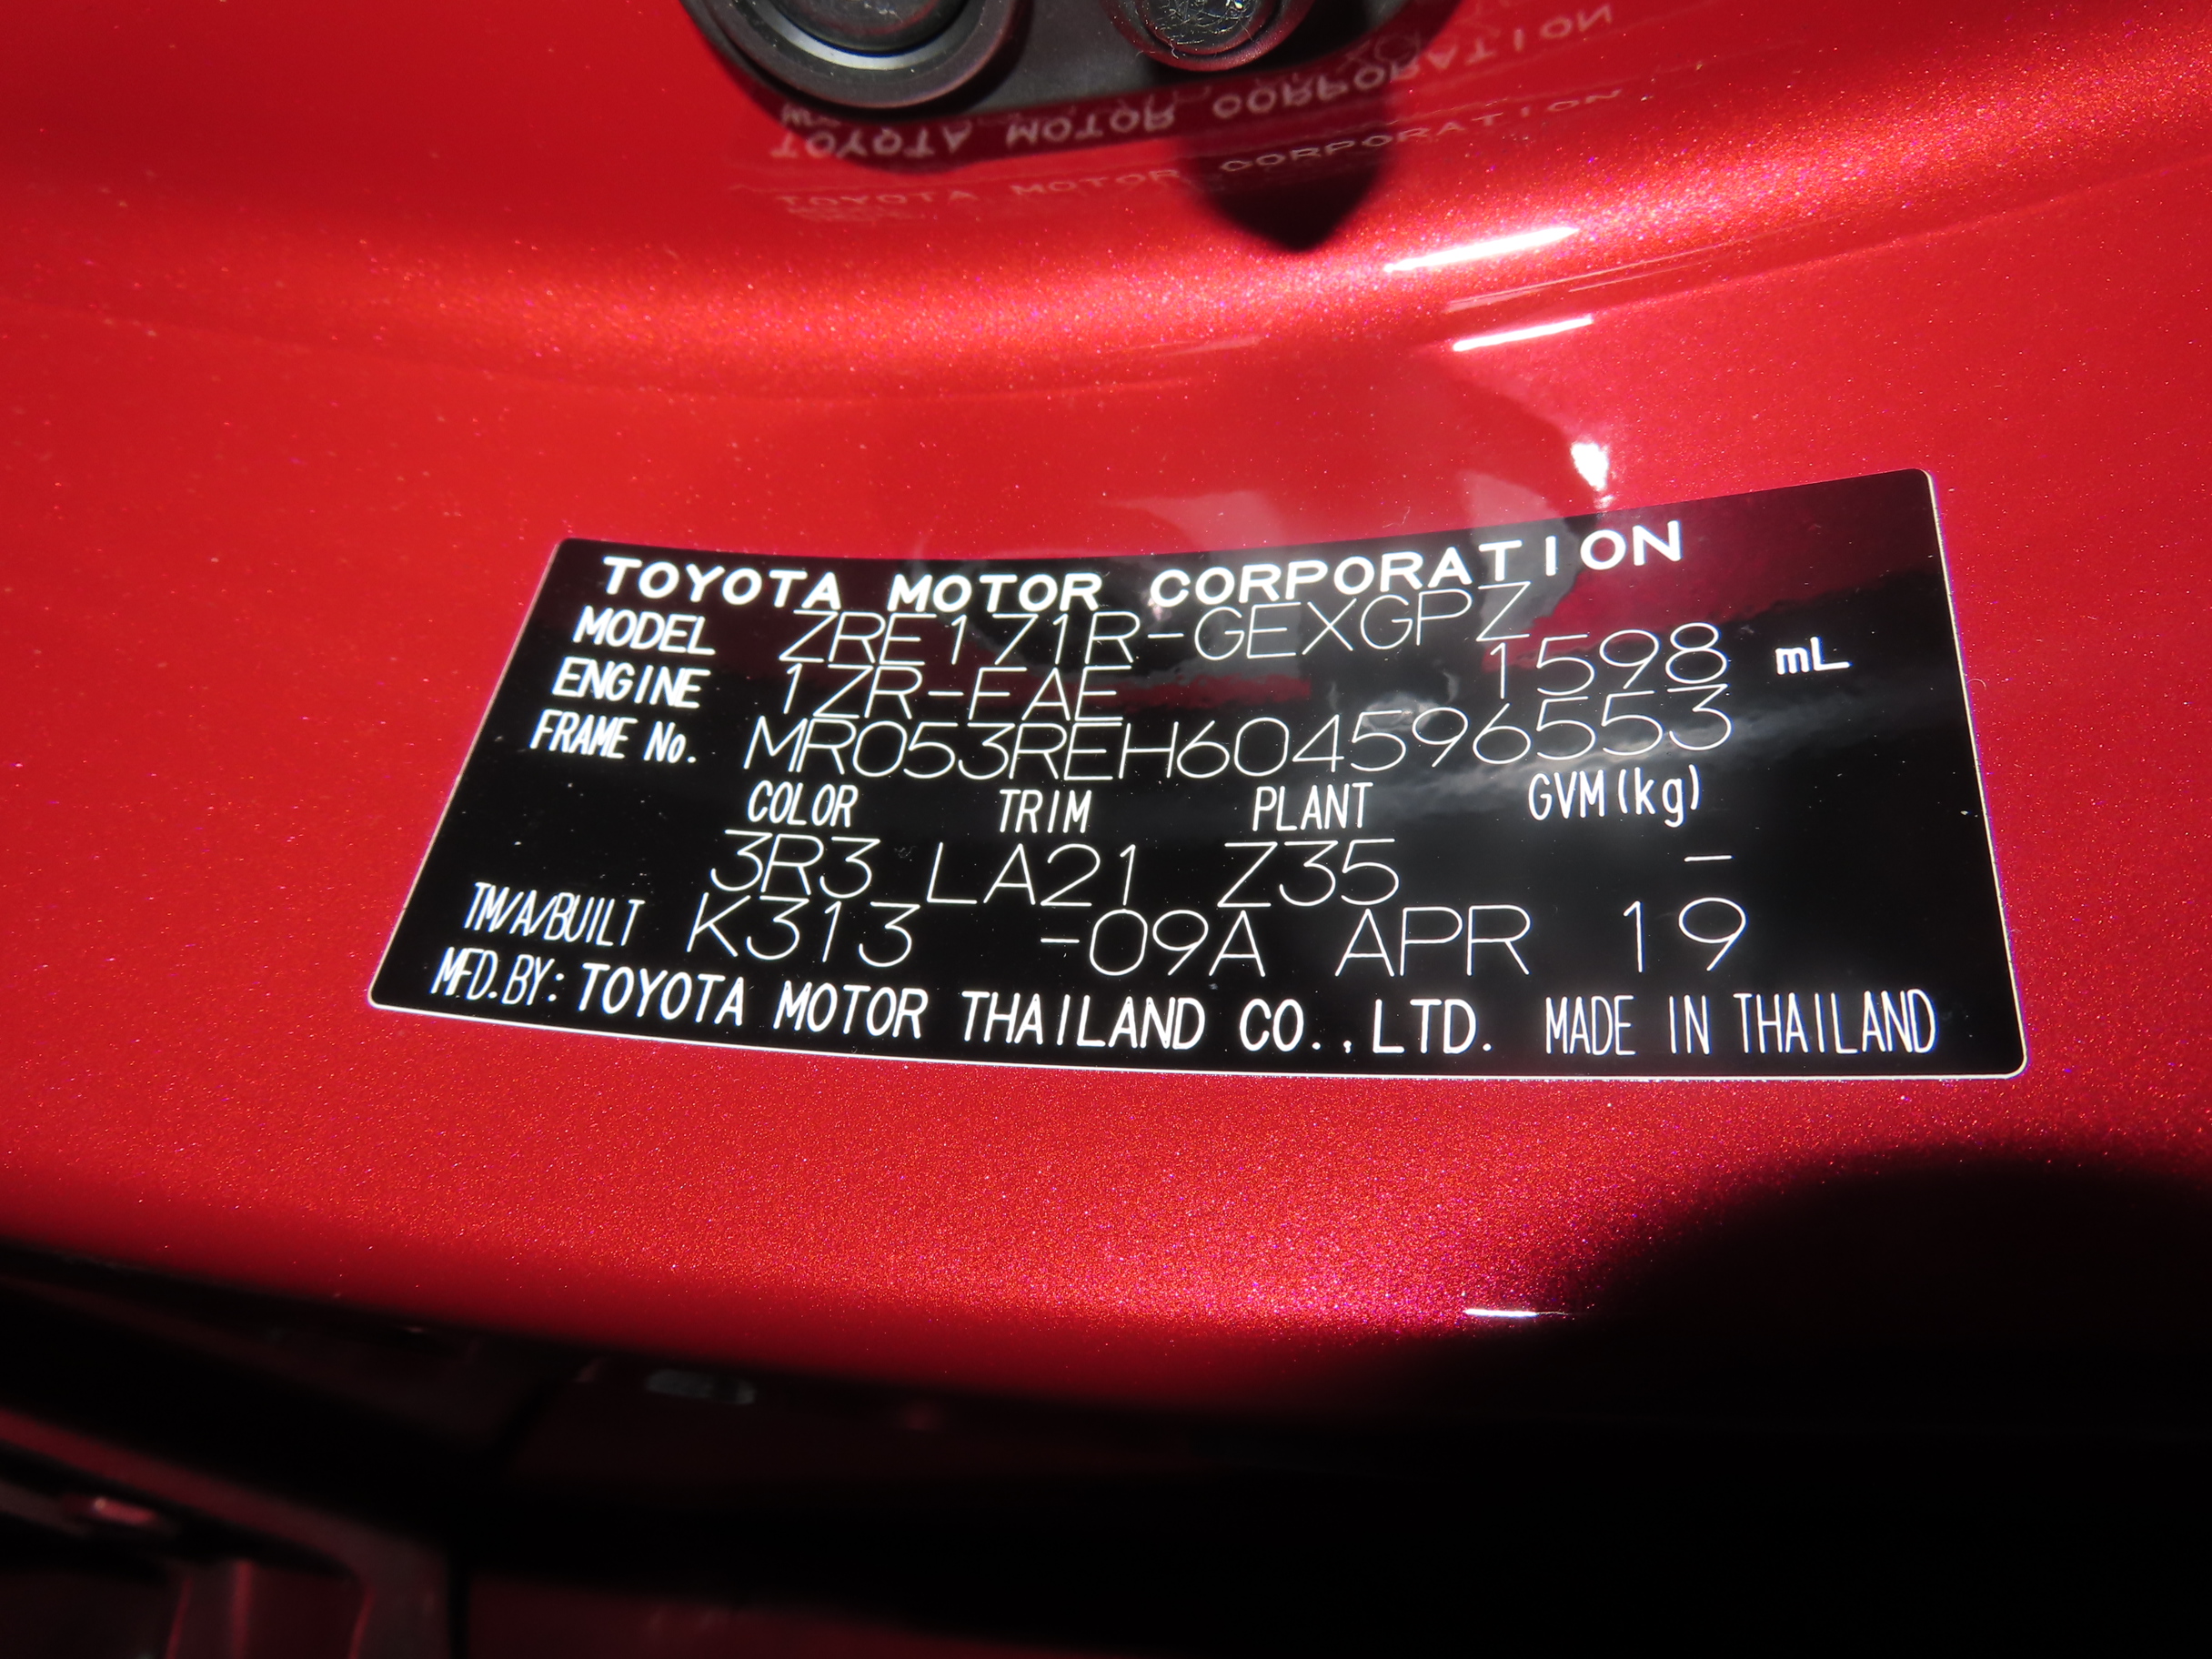 TOYOTA MOTOR CORPORATION
MODEL ZRE171R-GEXGPZ
ENGINE 1ZR-FAE 1598 mL
FRAME No. MR053REH604596553
COLOR TRIM PLANT GVM(kg)
3R3 LA21 Z35 -
TM/A/BUILT K313 -09A APR 19
MFD.BY: TOYOTA MOTOR THAILAND CO.,LTD. MADE IN THAILAND